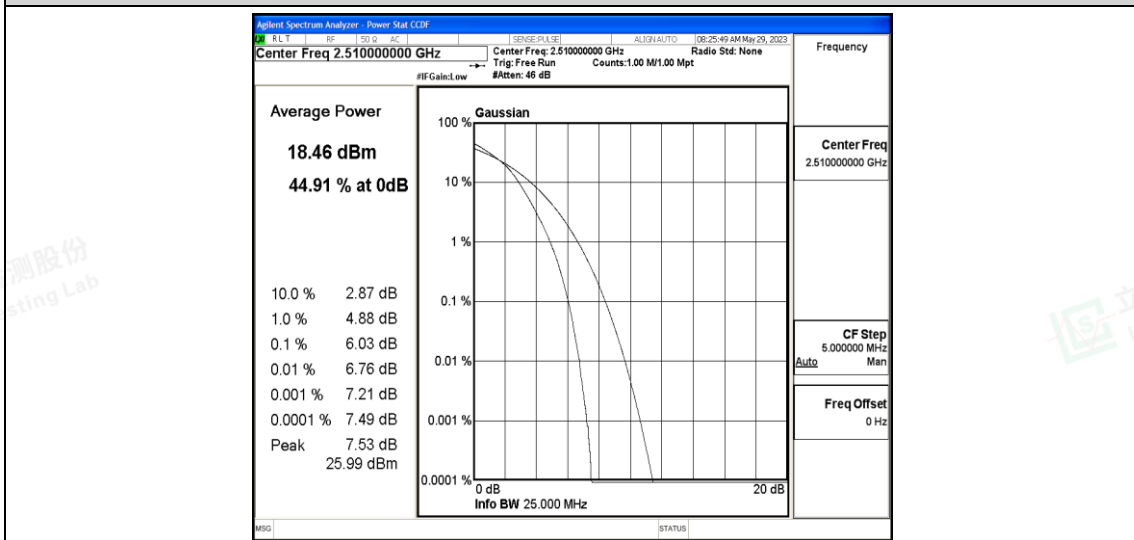 Agilent Spectrum Analyzer - Power Stat CCDF
RLT RF 50 Ω AC SENSE:PULSE ALIGN AUTO 08:25:49 AM May 29, 2023
Center Freq 2.510000000 GHz
Center Freq: 2.510000000 GHz Radio Std: None
Trig: Free Run Counts:1.00 M/1.00 Mpt
#IFGain:Low #Atten: 46 dB
Frequency
Average Power
18.46 dBm
44.91 % at 0dB
10.0 % 2.87 dB
1.0 % 4.88 dB
0.1 % 6.03 dB
0.01 % 6.76 dB
0.001 % 7.21 dB
0.0001 % 7.49 dB
Peak 7.53 dB
25.99 dBm
Gaussian
100 %
10 %
1 %
0.1 %
0.01 %
0.001 %
0.0001 %
0 dB 20 dB
Info BW 25.000 MHz
Center Freq
2.510000000 GHz
CF Step
5.000000 MHz
Auto Man
Freq Offset
0 Hz
MSG STATUS
测股份
sting Lab
立